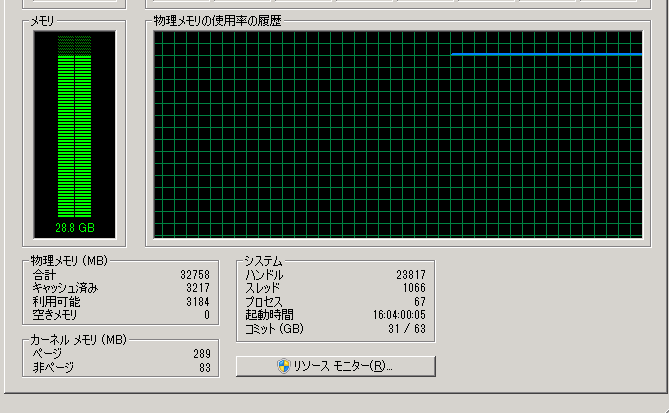 メモリ
物理メモリの使用率の履歴
28.8 GB
物理メモリ (MB)
合計 32758
キャッシュ済み 3217
利用可能 3184
空きメモリ 0
カーネル メモリ (MB)
ページ 289
非ページ 83
システム
ハンドル 23817
スレッド 1066
プロセス 67
起動時間 16:04:00:05
コミット (GB) 31 / 63
リソース モニター(R)...